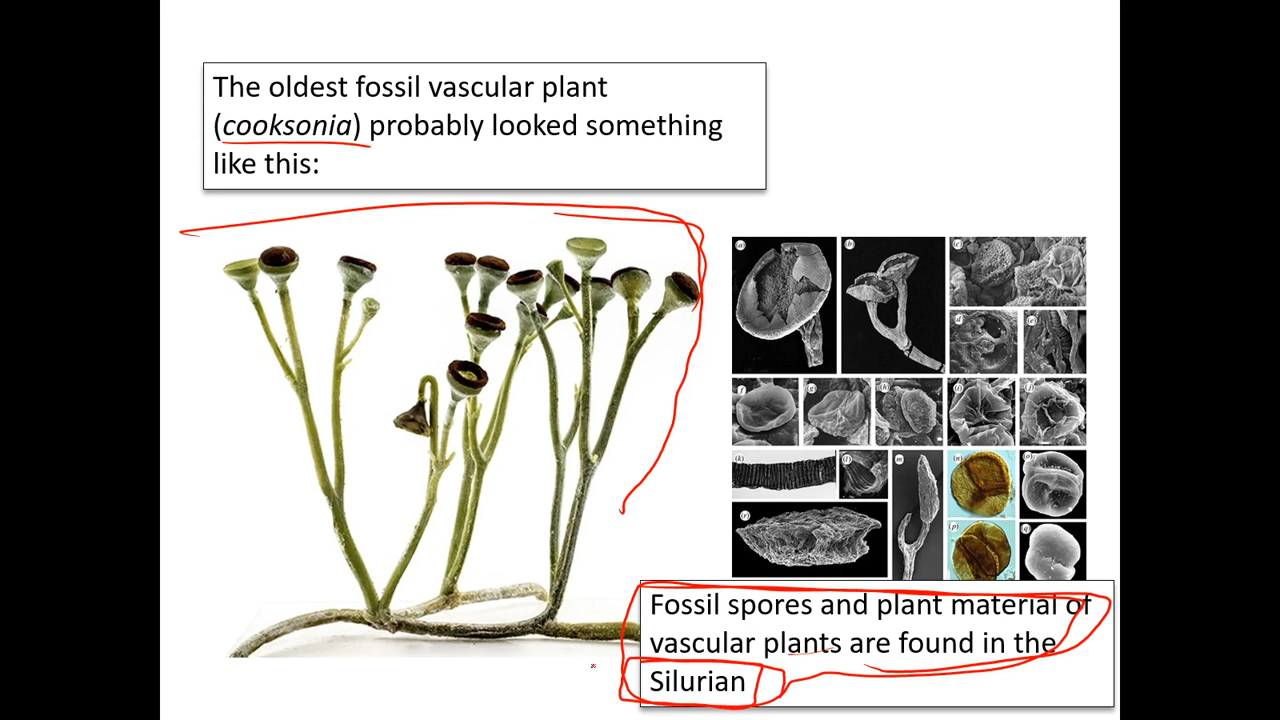 The oldest fossil vascular plant
(cooksonia) probably looked something
like this:
(a)
(b)
(c)
(d)
(e)
(f)
(g)
(h)
(i)
(j)
(k)
(l)
m
(n)
(o)
(p)
(q)
Fossil spores and plant material of
vascular plants are found in the
Silurian